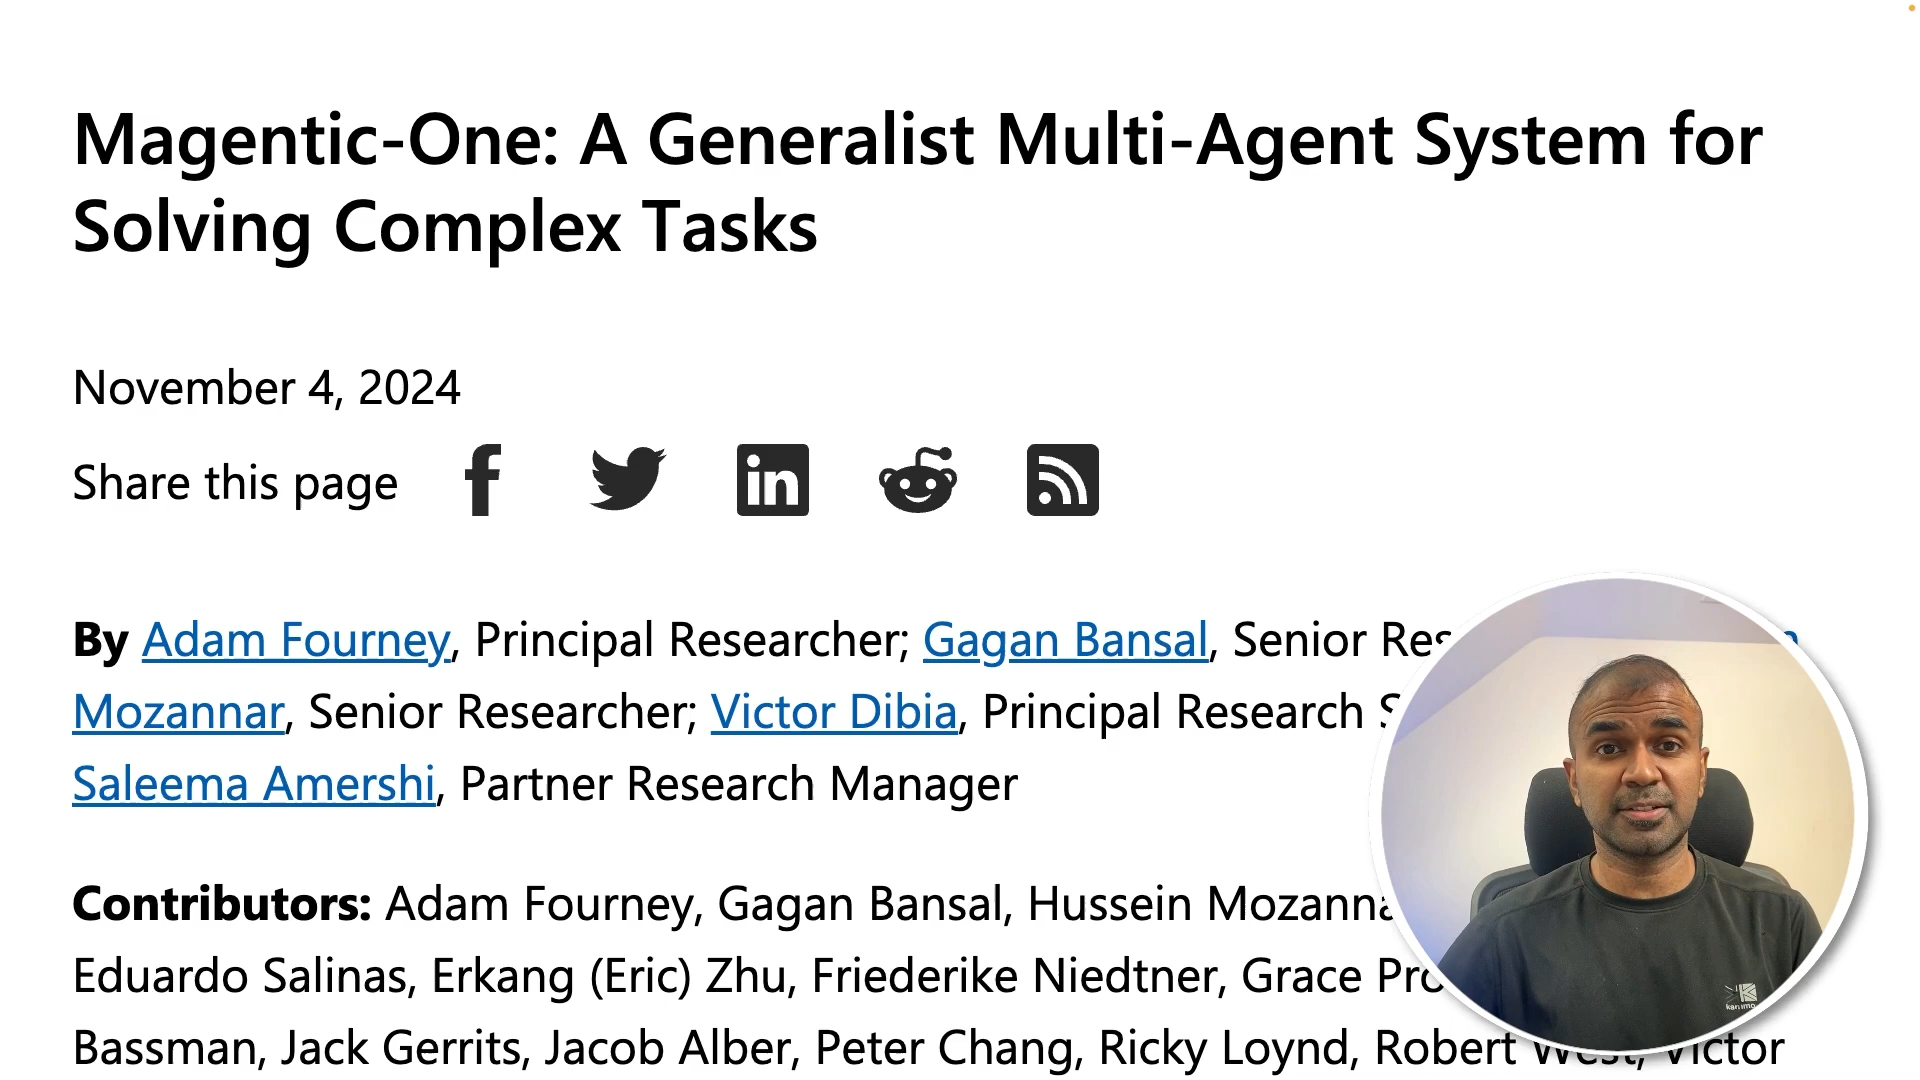 Magentic-One: A Generalist Multi-Agent System for
Solving Complex Tasks
November 4, 2024
Share this page
By Adam Fourney, Principal Researcher; Gagan Bansal, Senior
Mozannar, Senior Researcher; Victor Dibia, Principal Research
Saleema Amershi, Partner Research Manager
Contributors: Adam Fourney, Gagan Bansal, Hussein
Eduardo Salinas, Erkang (Eric) Zhu, Friederike Niedtner, Grace
Bassman, Jack Gerrits, Jacob Alber, Peter Chang, Ricky Loynd, Robert West, Victor